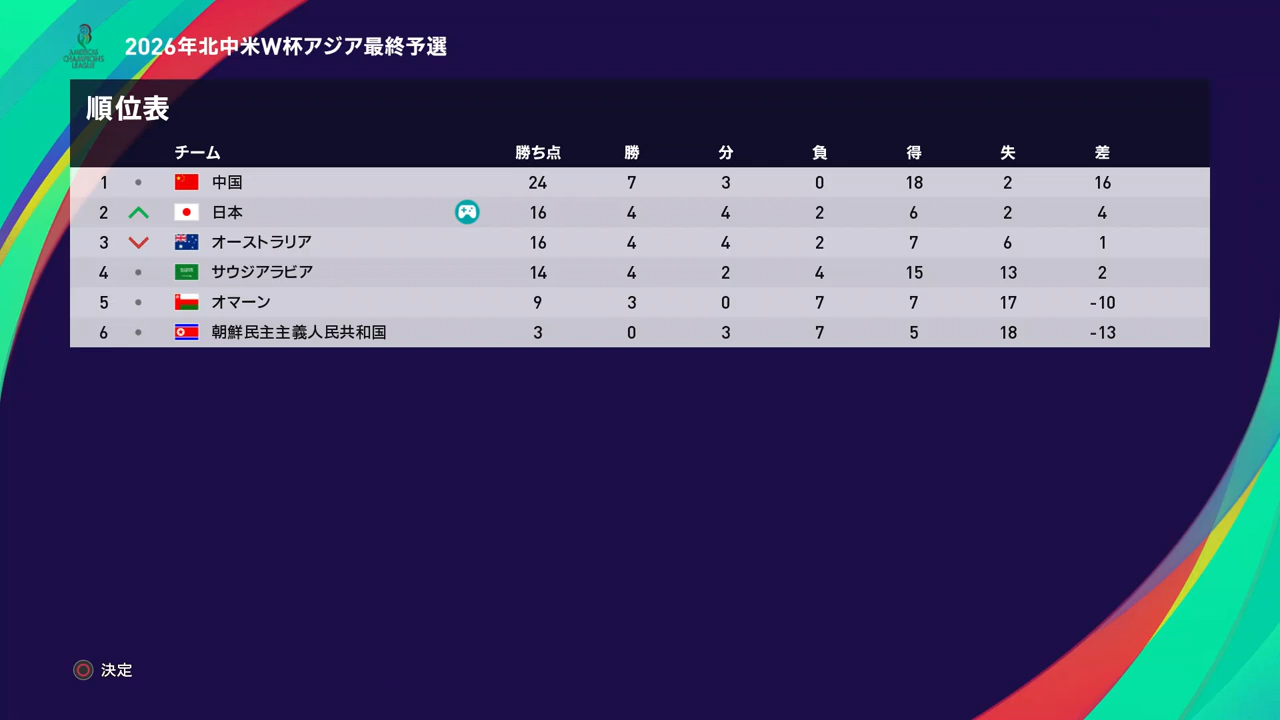 2026年北中米W杯アジア最終予選
AMERICAS CHAMPIONS LEAGUE
順位表
チーム 勝ち点 勝 分 負 得 失 差
1 中国 24 7 3 0 18 2 16
2 日本 16 4 4 2 6 2 4
3 オーストラリア 16 4 4 2 7 6 1
4 サウジアラビア 14 4 2 4 15 13 2
5 オマーン 9 3 0 7 7 17 -10
6 朝鮮民主主義人民共和国 3 0 3 7 5 18 -13
決定